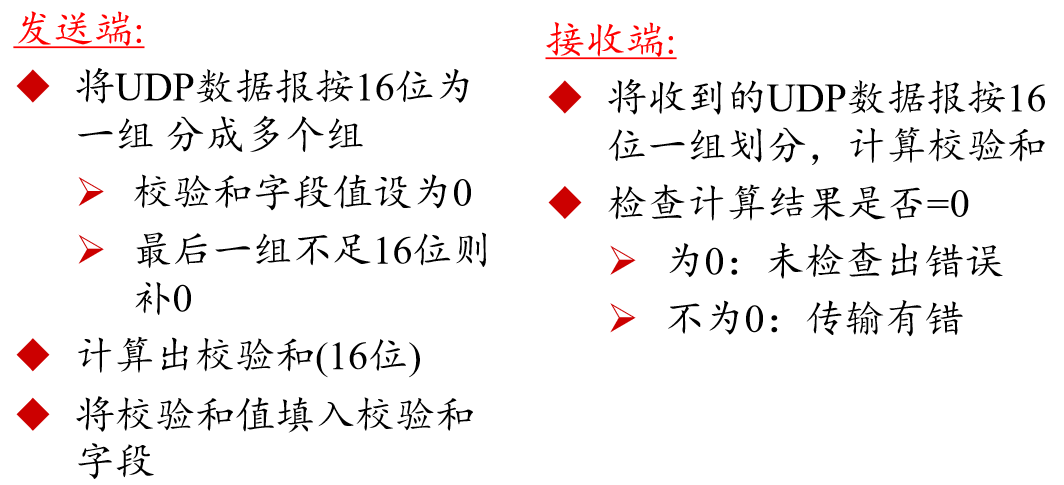 发送端:
将UDP数据报按16位为
一组 分成多个组
校验和字段值设为0
最后一组不足16位则
补0
计算出校验和(16位)
将校验和值填入校验和
字段
接收端:
将收到的UDP数据报按16
位一组划分，计算校验和
检查计算结果是否=0
为0：未检查出错误
不为0：传输有错